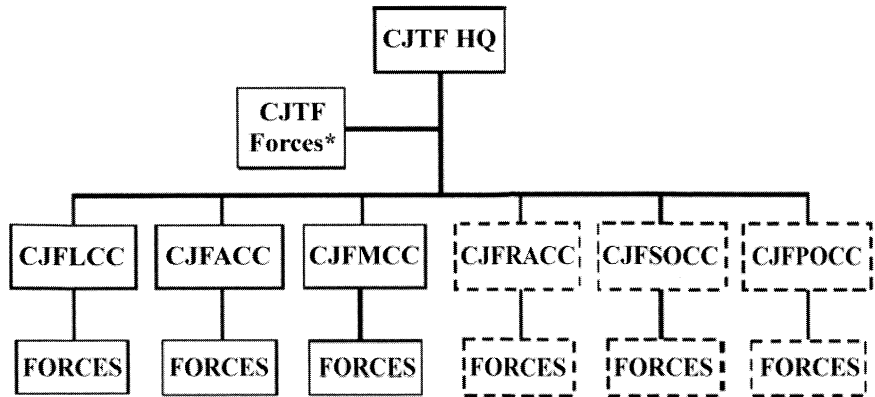 CJTF HQ
CJTF
Forces*
CJFLCC CJFACC CJFMCC CJFRACC CJFSOCC CJFPOCC
FORCES FORCES FORCES FORCES FORCES FORCES